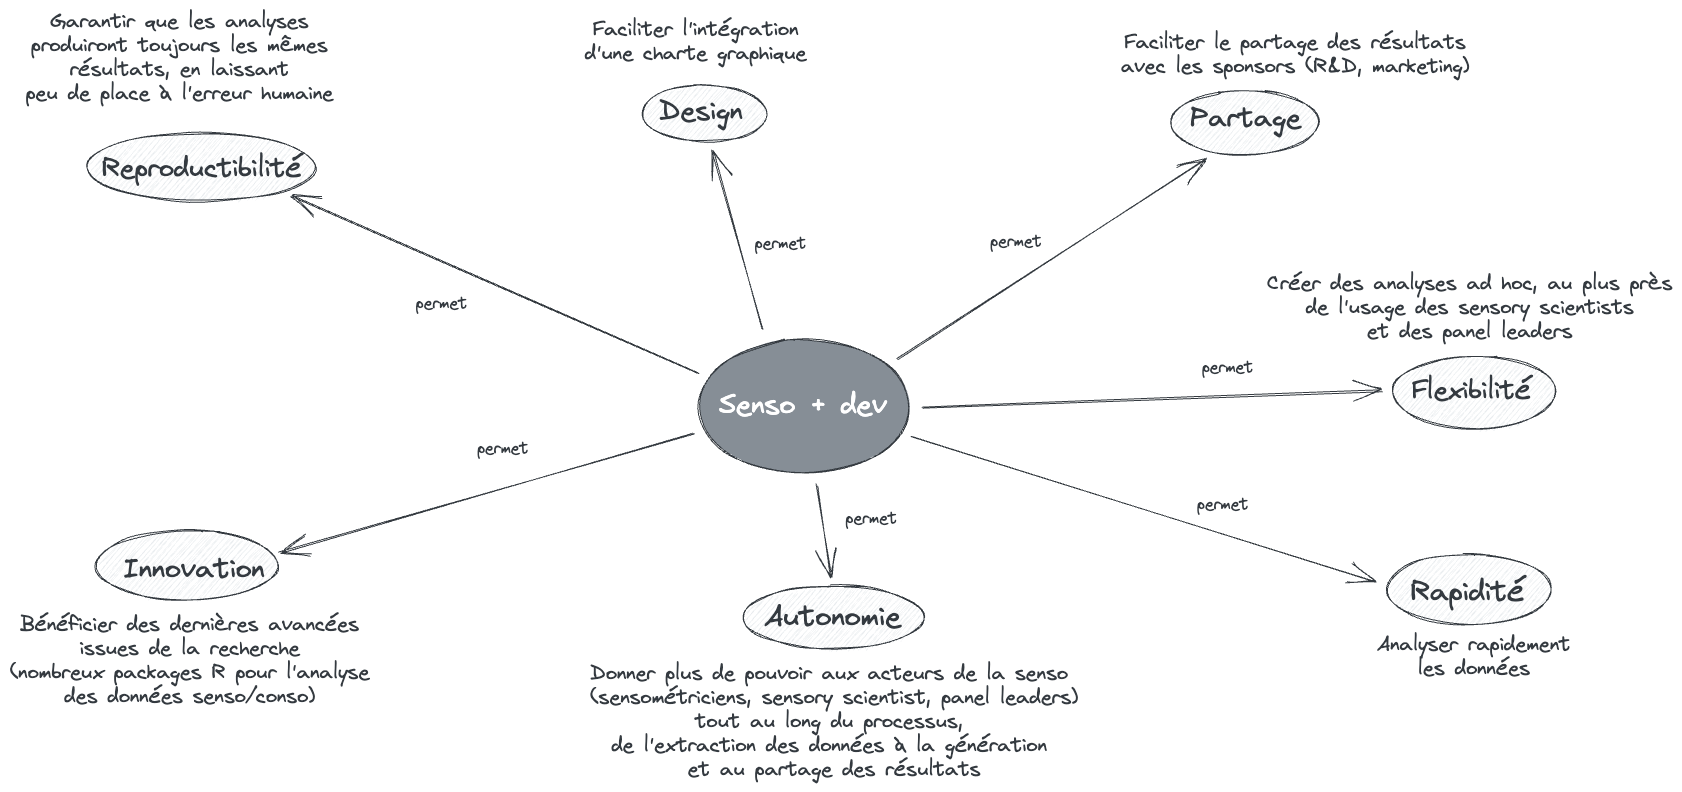 Garantir que les analyses
produiront toujours les mêmes
résultats, en laissant
peu de place à l'erreur humaine
Reproductibilité
Faciliter l'intégration
d'une charte graphique
Design
Faciliter le partage des résultats
avec les sponsors (R&D, marketing)
Partage
permet
permet
permet
Créer des analyses ad hoc, au plus près
de l'usage des sensory scientists
et des panel leaders
permet
Flexibilité
Senso + dev
permet
permet
permet
Innovation
Bénéficier des dernières avancées
issues de la recherche
(nombreux packages R pour l'analyse
des données senso/conso)
Autonomie
Donner plus de pouvoir aux acteurs de la senso
(sensométriciens, sensory scientist, panel leaders)
tout au long du processus,
de l'extraction des données à la génération
et au partage des résultats
Rapidité
Analyser rapidement
les données